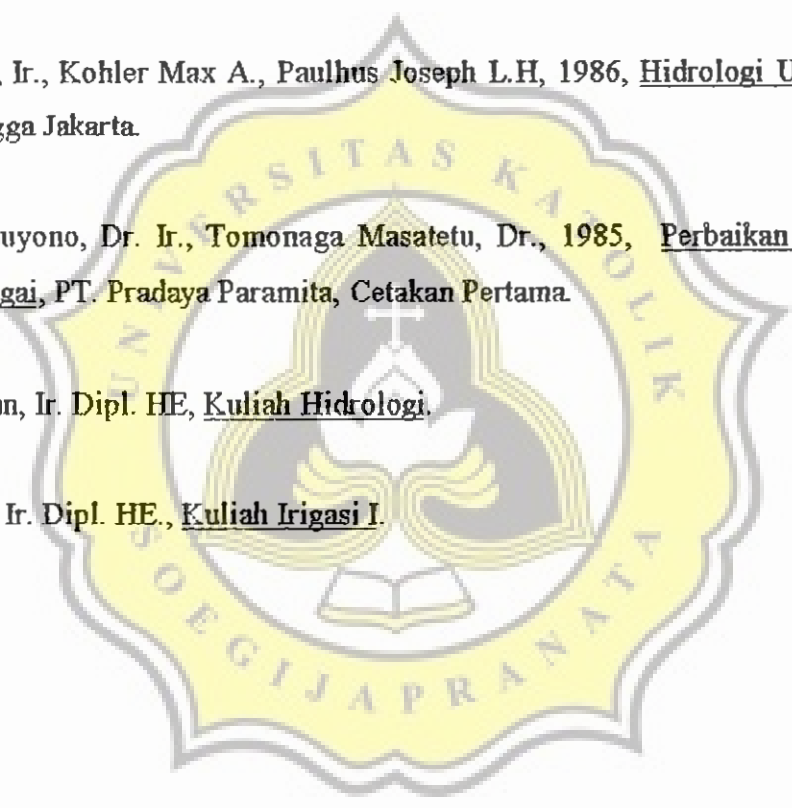 , Ir., Kohler Max A., Paulhus Joseph L.H, 1986, Hidrologi U
gga Jakarta.
uyono, Dr. Ir., Tomonaga Masatetu, Dr., 1985, Perbaikan
gai, PT. Pradaya Paramita, Cetakan Pertama.
n, Ir. Dipl. HE, Kuliah Hidrologi.
Ir. Dipl. HE., Kuliah Irigasi I.
UNIVERSITAS KATOLIK
SOEGIJAPRANATA